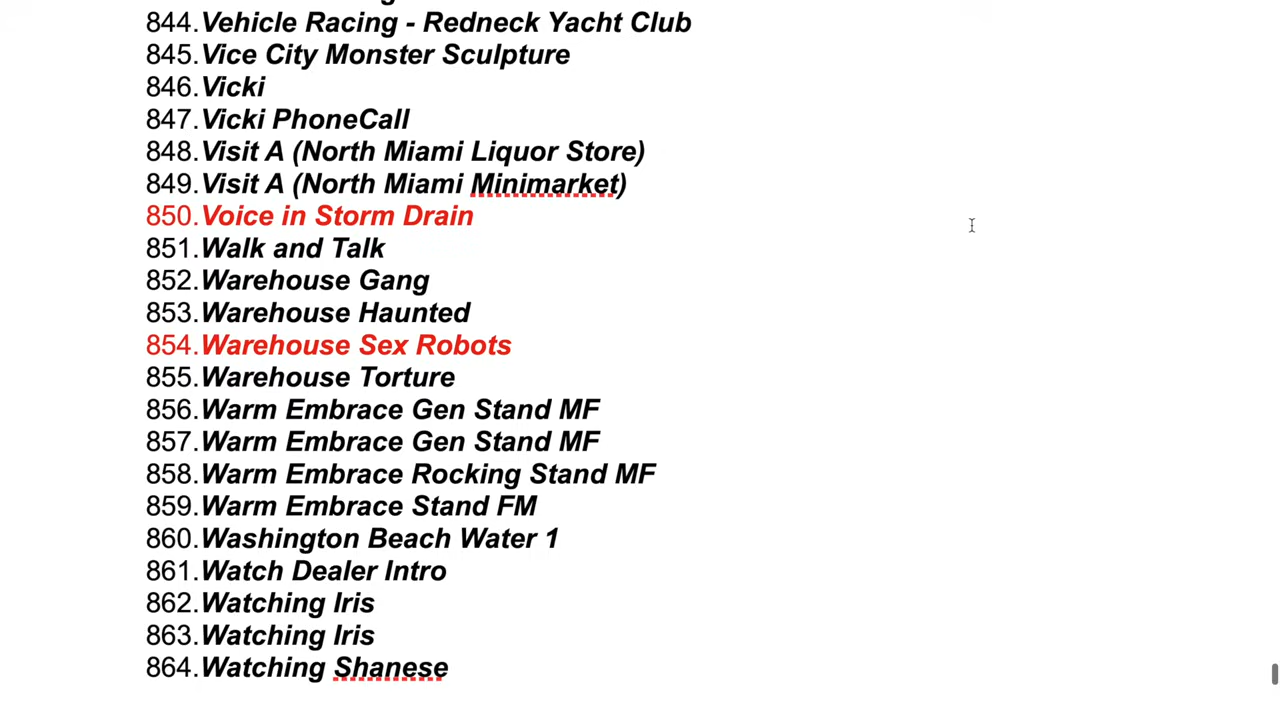 844.Vehicle Racing - Redneck Yacht Club
845.Vice City Monster Sculpture
846.Vicki
847.Vicki PhoneCall
848.Visit A (North Miami Liquor Store)
849.Visit A (North Miami Minimarket)
850.Voice in Storm Drain
851.Walk and Talk
852.Warehouse Gang
853.Warehouse Haunted
854.Warehouse Sex Robots
855.Warehouse Torture
856.Warm Embrace Gen Stand MF
857.Warm Embrace Gen Stand MF
858.Warm Embrace Rocking Stand MF
859.Warm Embrace Stand FM
860.Washington Beach Water 1
861.Watch Dealer Intro
862.Watching Iris
863.Watching Iris
864.Watching Shanese